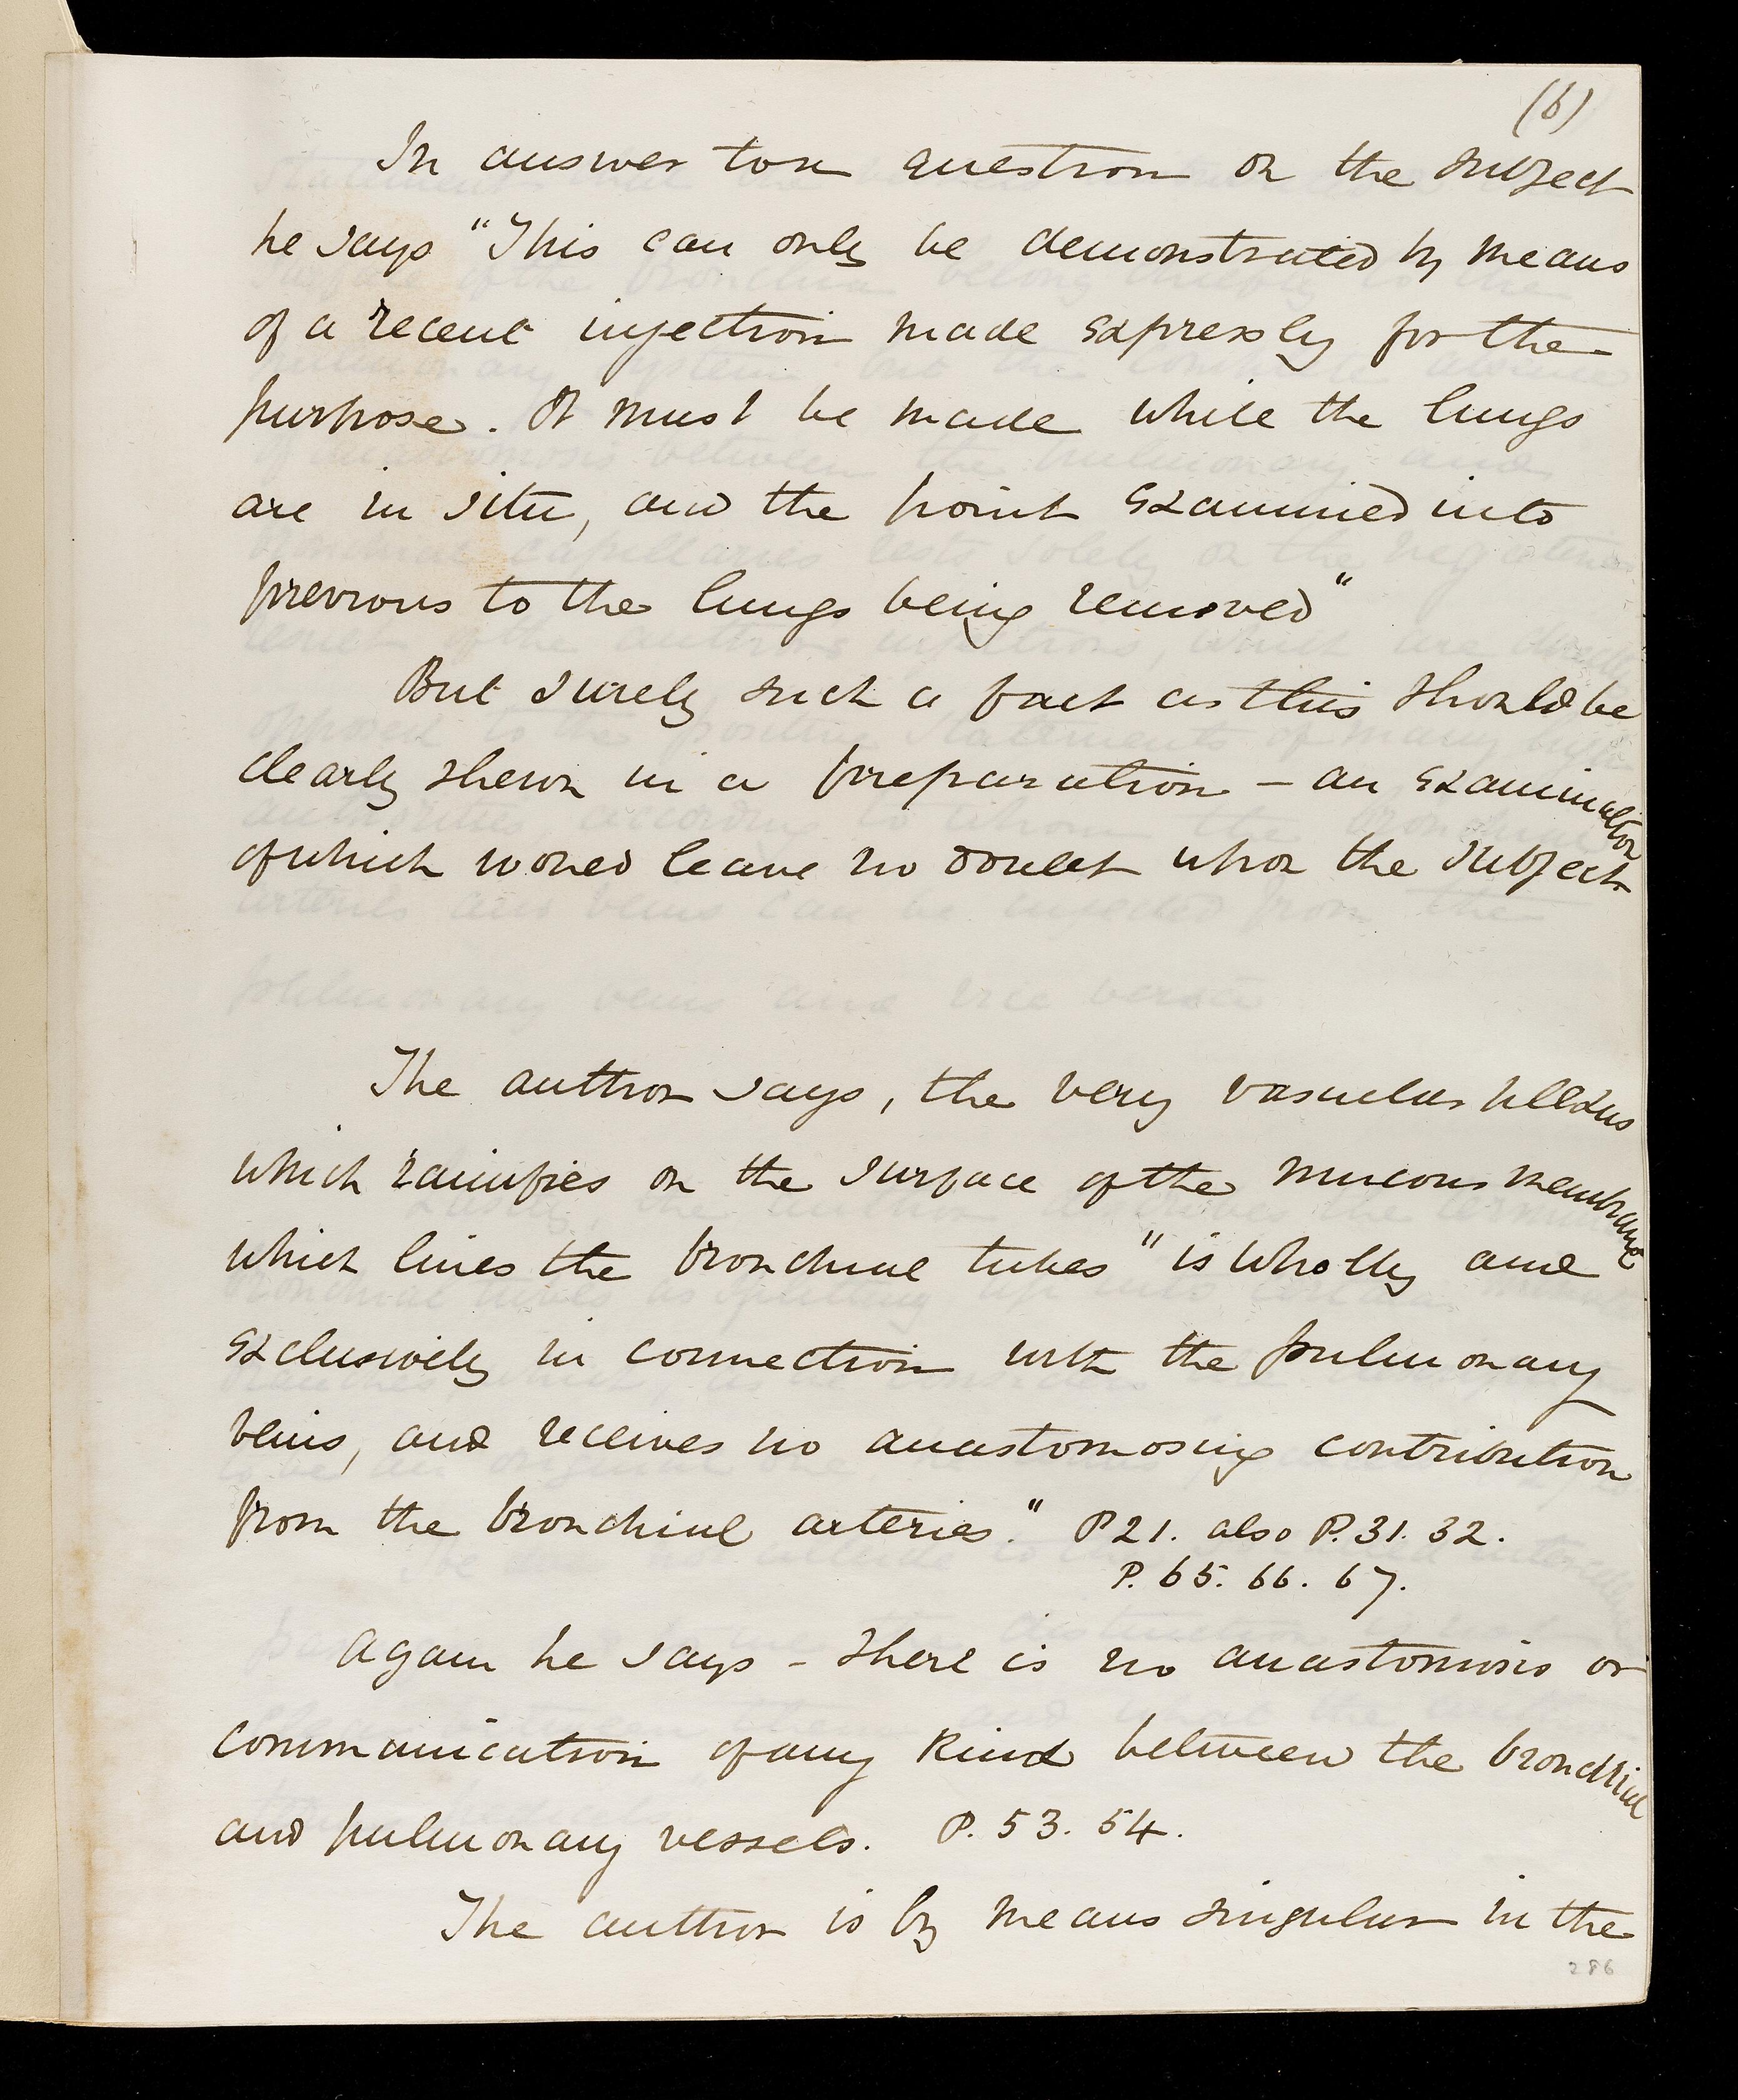 (6)
In answer to a question on the subject
he says "This can only be demonstrated by means
of a recent injection made expressly for the
purpose. It must be made while the lungs
are in situ, and the point examined into
previous to the lungs being removed"
But surely such a fact as this should be
clearly shewn in a preparation – an examination
of which would leave no doubt upon the subject
The author says, the very vascular plexus
which ramifies on the surface of the mucous membrane
which lines the bronchial tubes "is wholly and
exclusively in connection with the pulmonary
veins, and receives no anastomosing contribution
from the bronchial arteries." P 21. also P. 31. 32.
P. 65. 66. 67.
Again he says – there is no anastomosis or
communication of any kind between the bronchial
and pulmonary vessels. P. 53. 54.
The author is by means singular in the
286